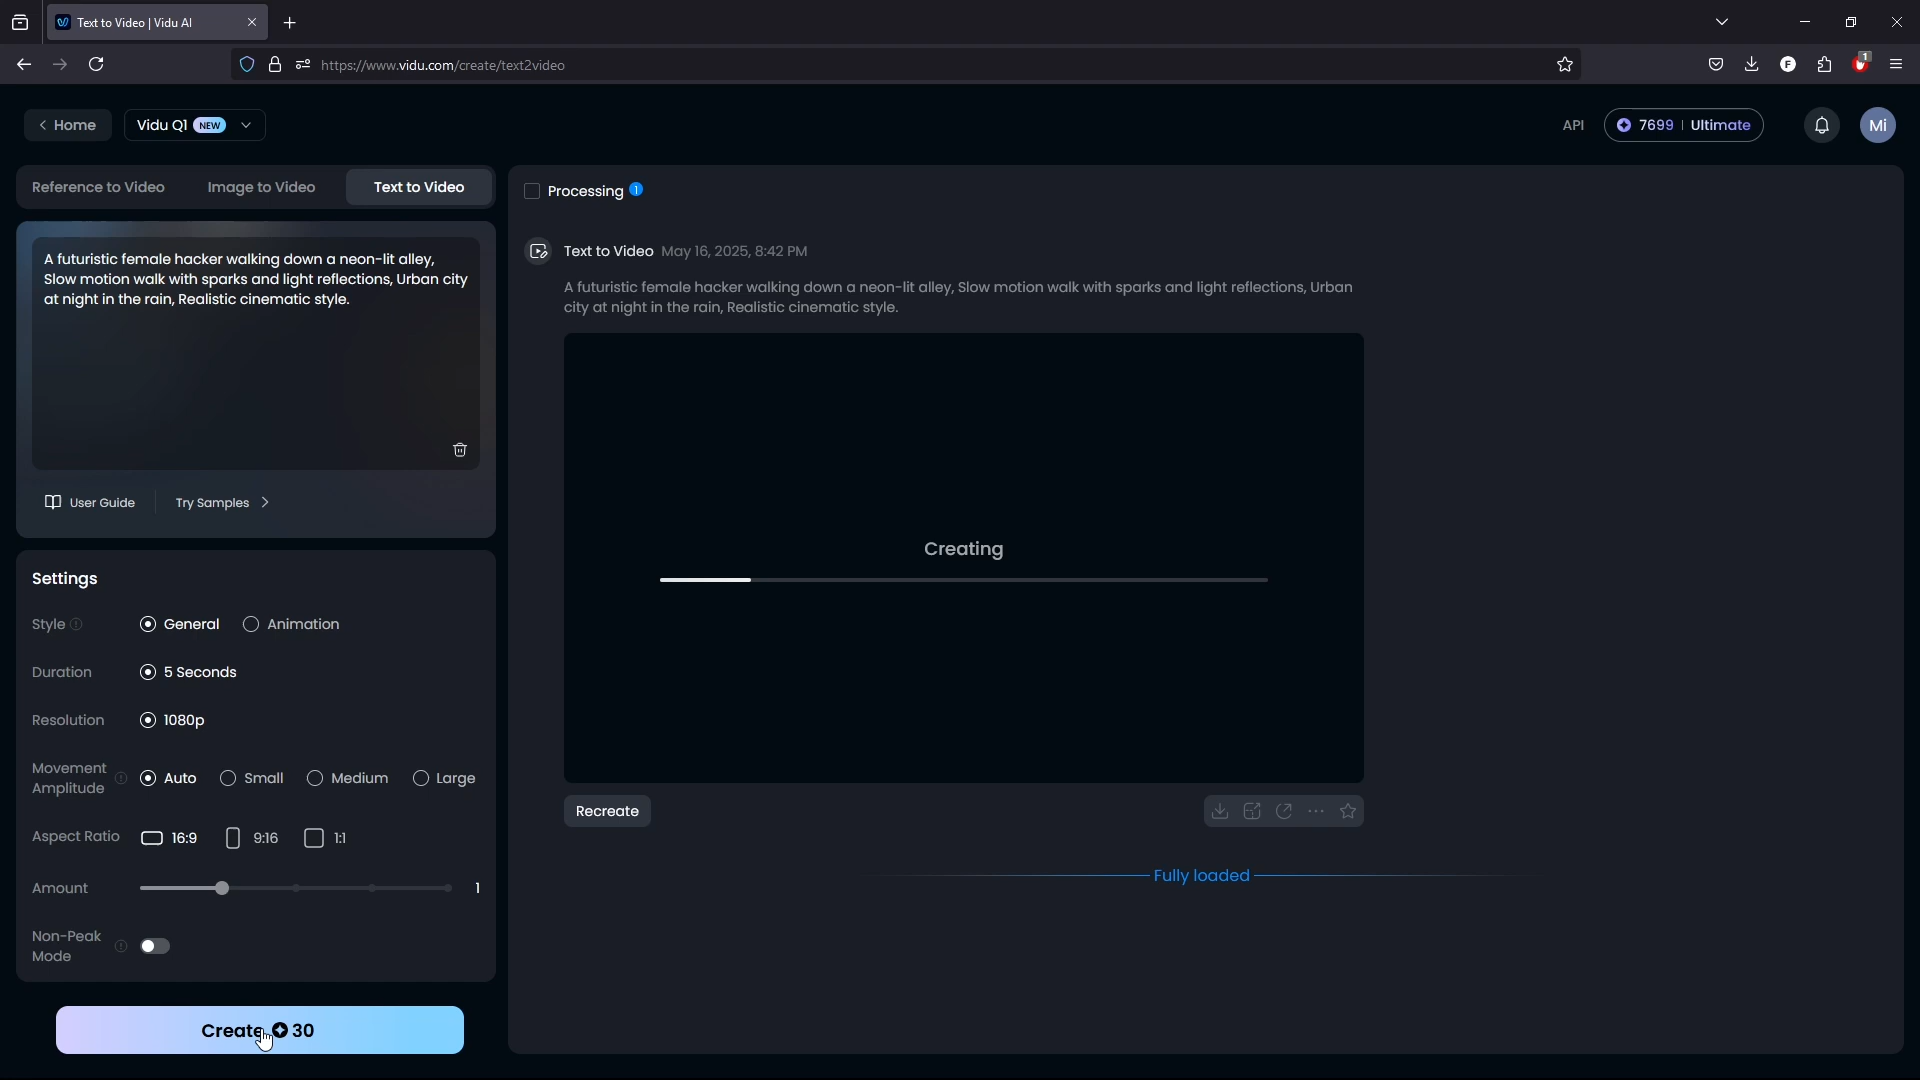 Text to Video | Vidu AI
https://www.vidu.com/create/text2video
1
Home
Vidu Q1 NEW
API
7699 | Ultimate
Mi
Reference to Video
Image to Video
Text to Video
A futuristic female hacker walking down a neon-lit alley,
Slow motion walk with sparks and light reflections, Urban city
at night in the rain, Realistic cinematic style.
User Guide
Try Samples
Settings
Style
General
Animation
Duration
5 Seconds
Resolution
1080p
Movement
Amplitude
Auto
Small
Medium
Large
Aspect Ratio
16:9
9:16
1:1
Amount
1
Non-Peak
Mode
Create 30
Processing 1
Text to Video May 16, 2025, 8:42 PM
A futuristic female hacker walking down a neon-lit alley, Slow motion walk with sparks and light reflections, Urban
city at night in the rain, Realistic cinematic style.
Creating
Recreate
Fully loaded